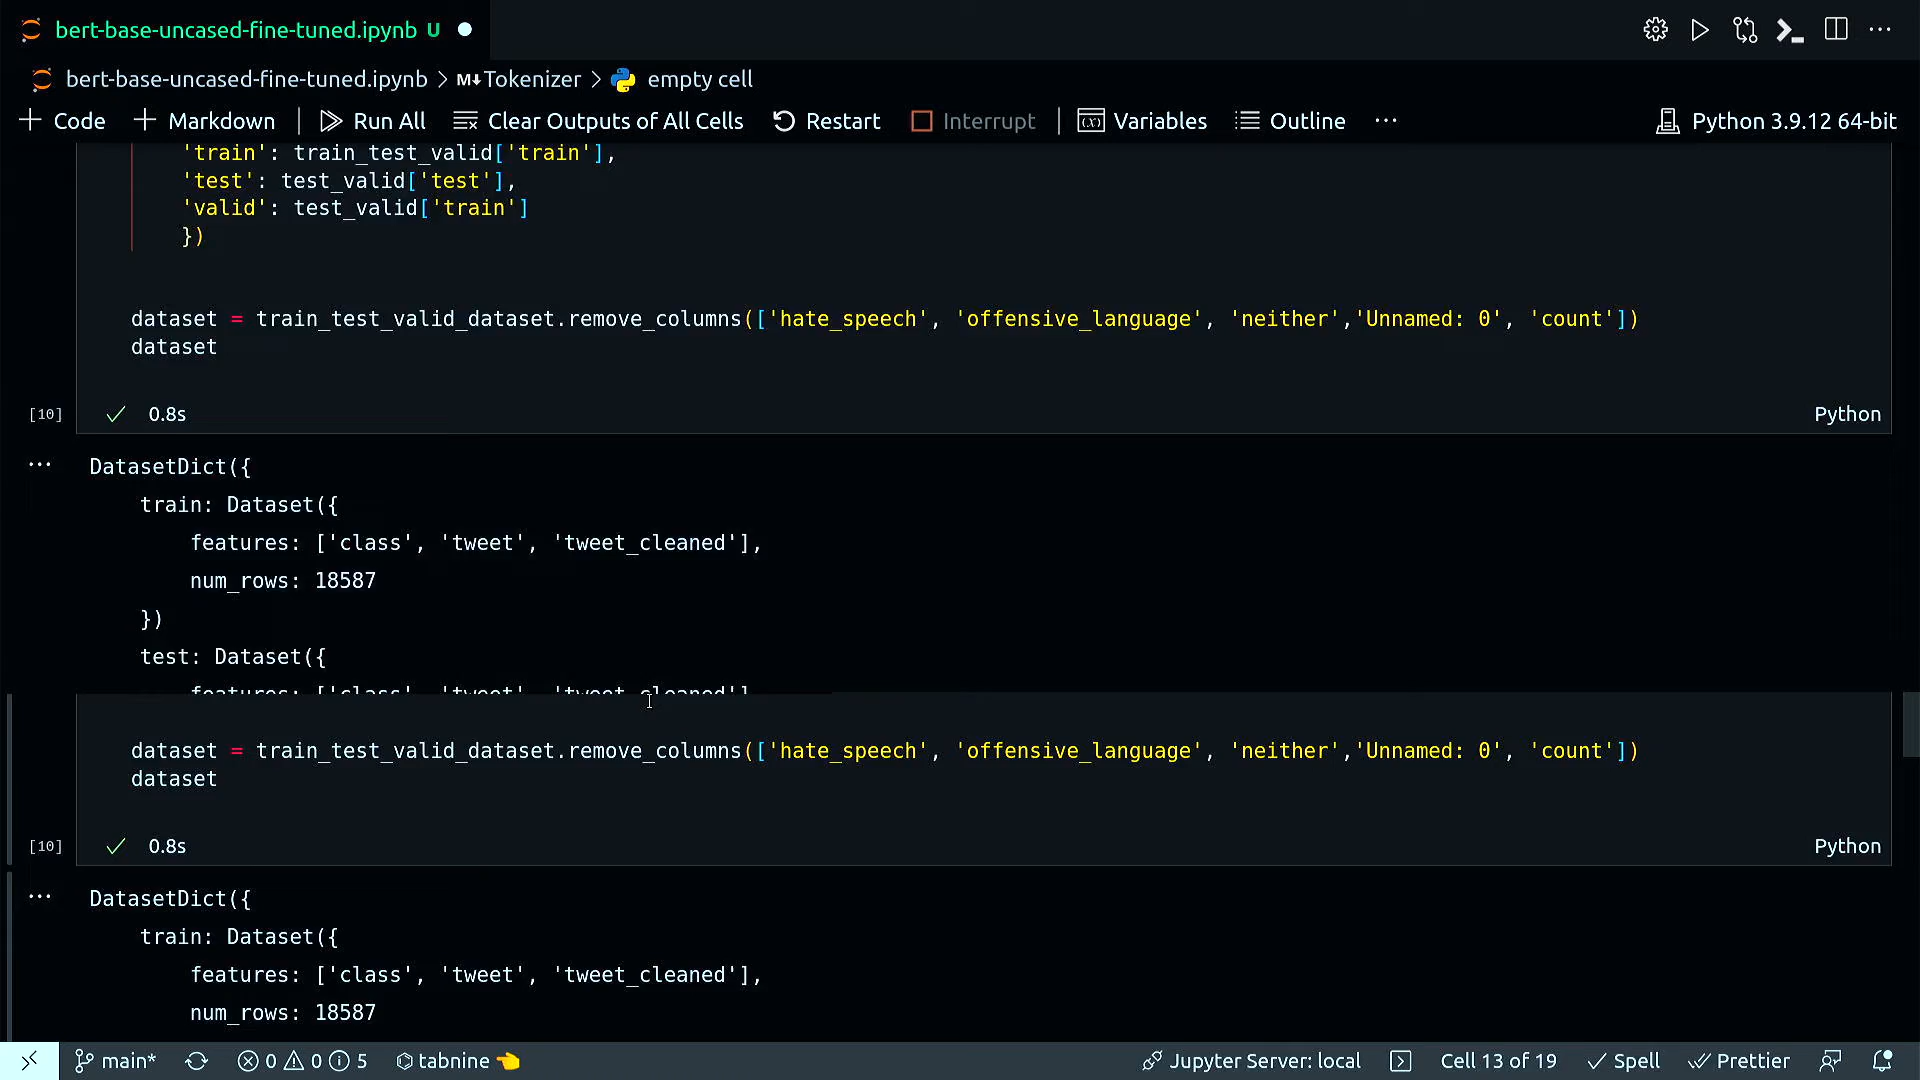 bert-base-uncased-fine-tuned.ipynb U
bert-base-uncased-fine-tuned.ipynb > M↓Tokenizer > empty cell
+ Code + Markdown | Run All Clear Outputs of All Cells Restart Interrupt | Variables Outline ··· Python 3.9.12 64-bit
'train': train_test_valid['train'],
'test': test_valid['test'],
'valid': test_valid['train']
})
dataset = train_test_valid_dataset.remove_columns(['hate_speech', 'offensive_language', 'neither','Unnamed: 0', 'count'])
dataset
[10] ✓ 0.8s Python
··· DatasetDict({
train: Dataset({
features: ['class', 'tweet', 'tweet_cleaned'],
num_rows: 18587
})
test: Dataset({
features: ['class', 'tweet', 'tweet_cleaned'],
dataset = train_test_valid_dataset.remove_columns(['hate_speech', 'offensive_language', 'neither','Unnamed: 0', 'count'])
dataset
[10] ✓ 0.8s Python
··· DatasetDict({
train: Dataset({
features: ['class', 'tweet', 'tweet_cleaned'],
num_rows: 18587
main* 0 0 5 tabnine 👈 Jupyter Server: local Cell 13 of 19 ✓ Spell Prettier